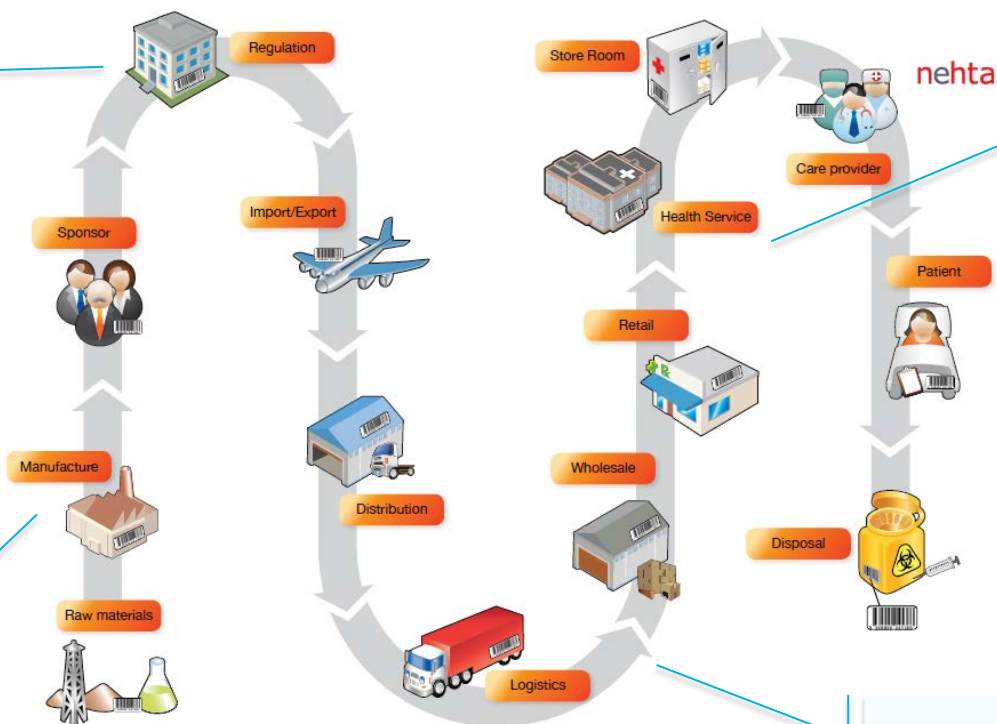 Regulation
Store Room
nehta
Care provider
Import/Export
Health Service
Sponsor
Patient
Retail
Manufacture
Wholesale
Distribution
Disposal
Raw materials
Logistics